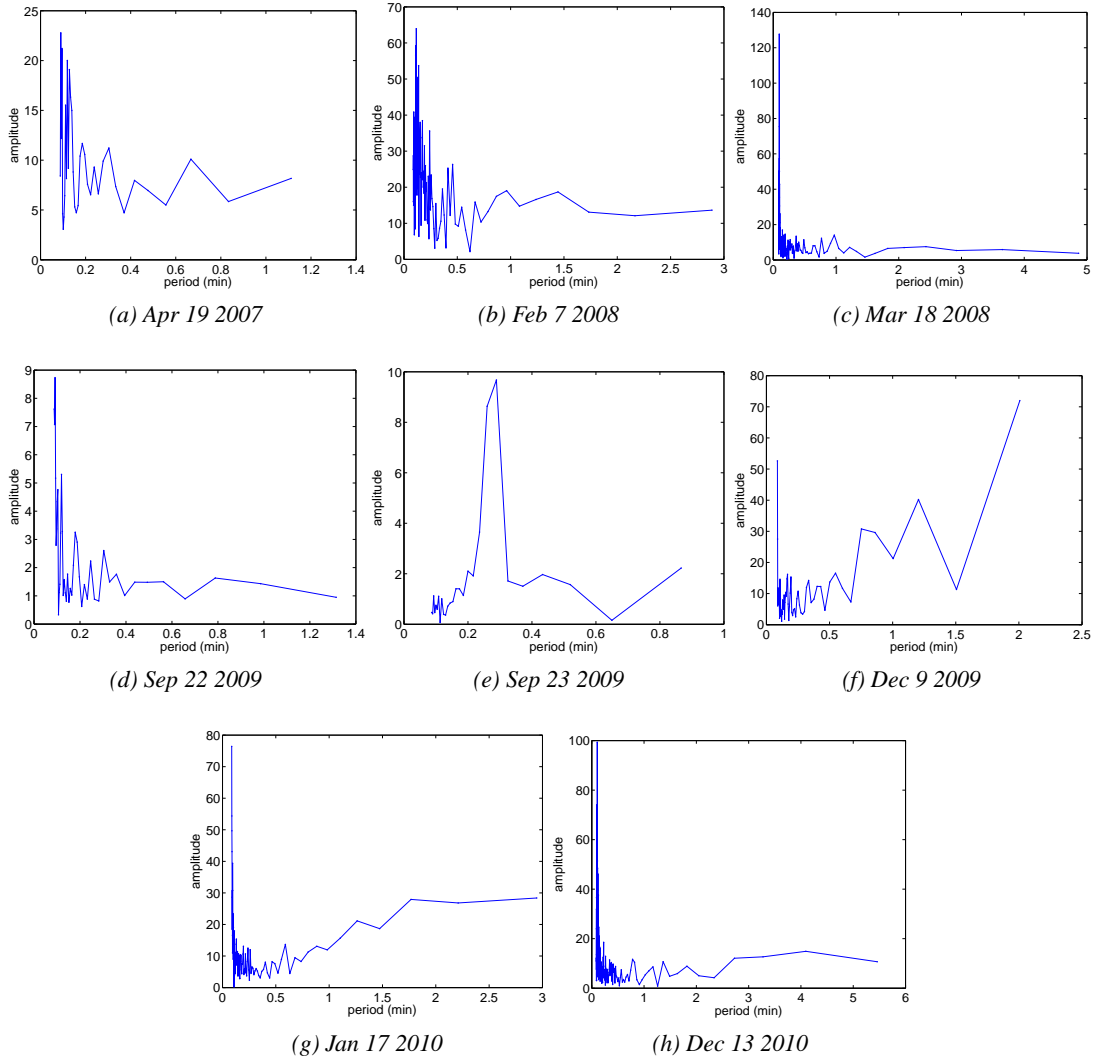 25
20
15
10
5
0
amplitude
0 0.2 0.4 0.6 0.8 1 1.2 1.4
period (min)
(a) Apr 19 2007
70
60
50
40
30
20
10
0
amplitude
0 0.5 1 1.5 2 2.5 3
period (min)
(b) Feb 7 2008
140
120
100
80
60
40
20
0
amplitude
0 1 2 3 4 5
period (min)
(c) Mar 18 2008
9
8
7
6
5
4
3
2
1
0
amplitude
0 0.2 0.4 0.6 0.8 1 1.2 1.4
period (min)
(d) Sep 22 2009
10
8
6
4
2
0
amplitude
0 0.2 0.4 0.6 0.8 1
period (min)
(e) Sep 23 2009
80
70
60
50
40
30
20
10
0
amplitude
0 0.5 1 1.5 2 2.5
period (min)
(f) Dec 9 2009
80
70
60
50
40
30
20
10
0
amplitude
0 0.5 1 1.5 2 2.5 3
period (min)
(g) Jan 17 2010
100
80
60
40
20
0
amplitude
0 1 2 3 4 5 6
period (min)
(h) Dec 13 2010